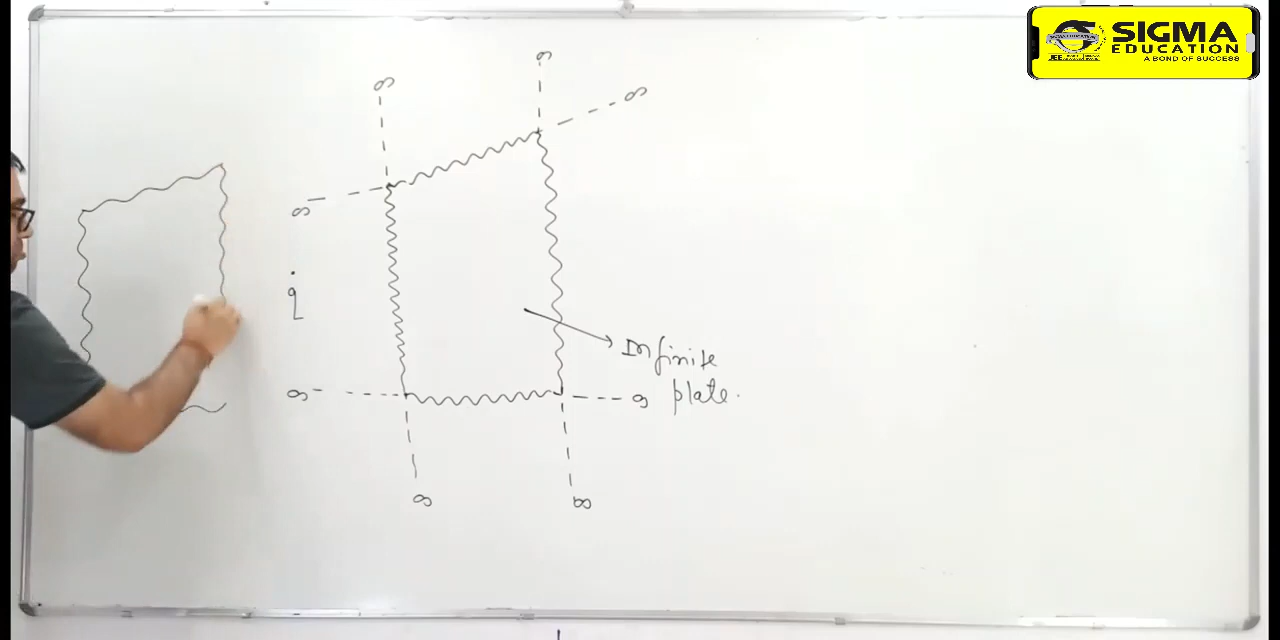 SIGMA
EDUCATION
A BOND OF SUCCESS
∞ ∞
∞
∞
q
∞ ∞
∞ ∞
Infinite
plate.